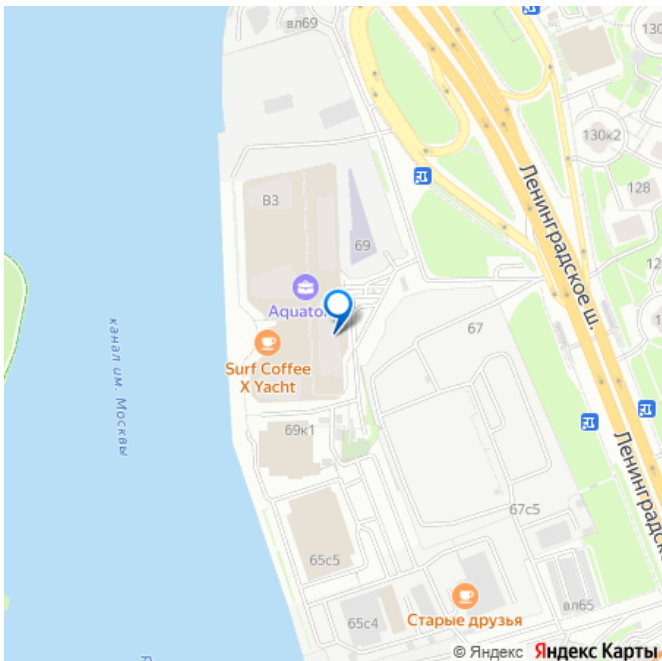 вл69
130
130к2
128
Ленинградское ш.
В3
69
Aquator
67
канал им. Москвы
Surf Coffee
X Yacht
69к1
Ленинградск
67с5
65с5
вл65
65с4
Старые друзья
© Яндекс Яндекс Карты